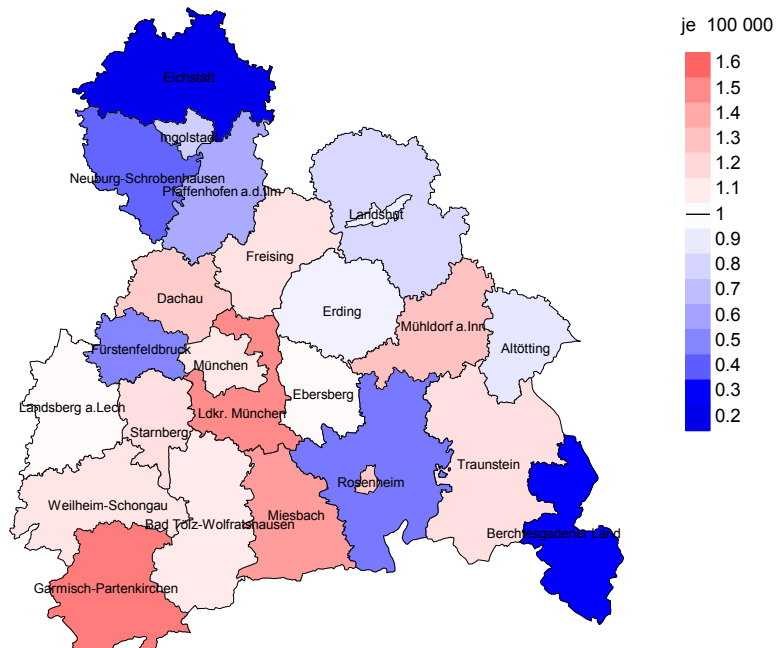 je 100 000
1.6
1.5
1.4
1.3
1.2
1.1
1
0.9
0.8
0.7
0.6
0.5
0.4
0.3
0.2
Eichstätt
Ingolstadt
Neuburg-Schrobenhausen
Pfaffenhofen a.d.Ilm
Landshut
Freising
Dachau
Erding
Mühldorf a.Inn
Altötting
Fürstenfeldbruck
München
Ebersberg
Landsberg a.Lech
Ldkr. München
Starnberg
Traunstein
Rosenheim
Weilheim-Schongau
Miesbach
Bad Tölz-Wolfratshausen
Berchtesgadener Land
Garmisch-Partenkirchen